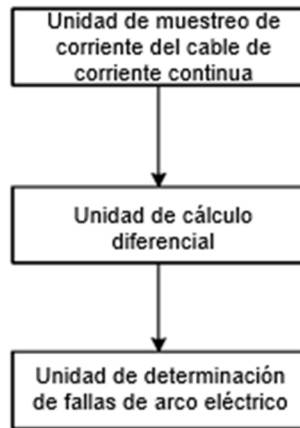 Unidad de muestreo de
corriente del cable de
corriente continua
Unidad de cálculo
diferencial
Unidad de determinación
de fallas de arco eléctrico